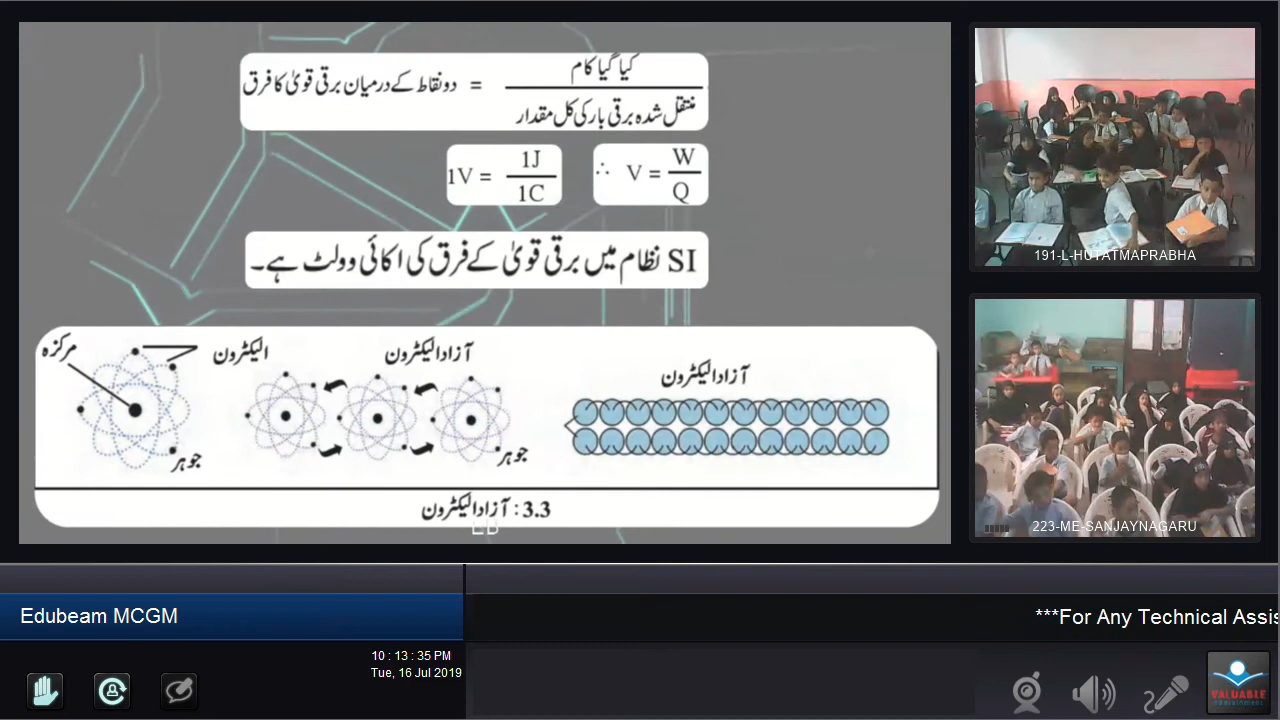 دو نقاط کے درمیان برقی قویٰ کا فرق = کیا گیا کام
منتقل شدہ برقی بار کی کل مقدار
∴ V = W/Q
1V = 1J/1C
SI نظام میں برقی قویٰ کے فرق کی اکائی وولٹ ہے۔
مرکزہ
الیکٹرون
آزاد الیکٹرون
آزاد الیکٹرون
جوہر
جوہر
3.3 : آزاد الیکٹرون
191-L-HUTATMAPRABHA
223-ME-SANJAYNAGARU
Edubeam MCGM
***For Any Technical Assis
10 : 13 : 35 PM
Tue, 16 Jul 2019
VALUABLE